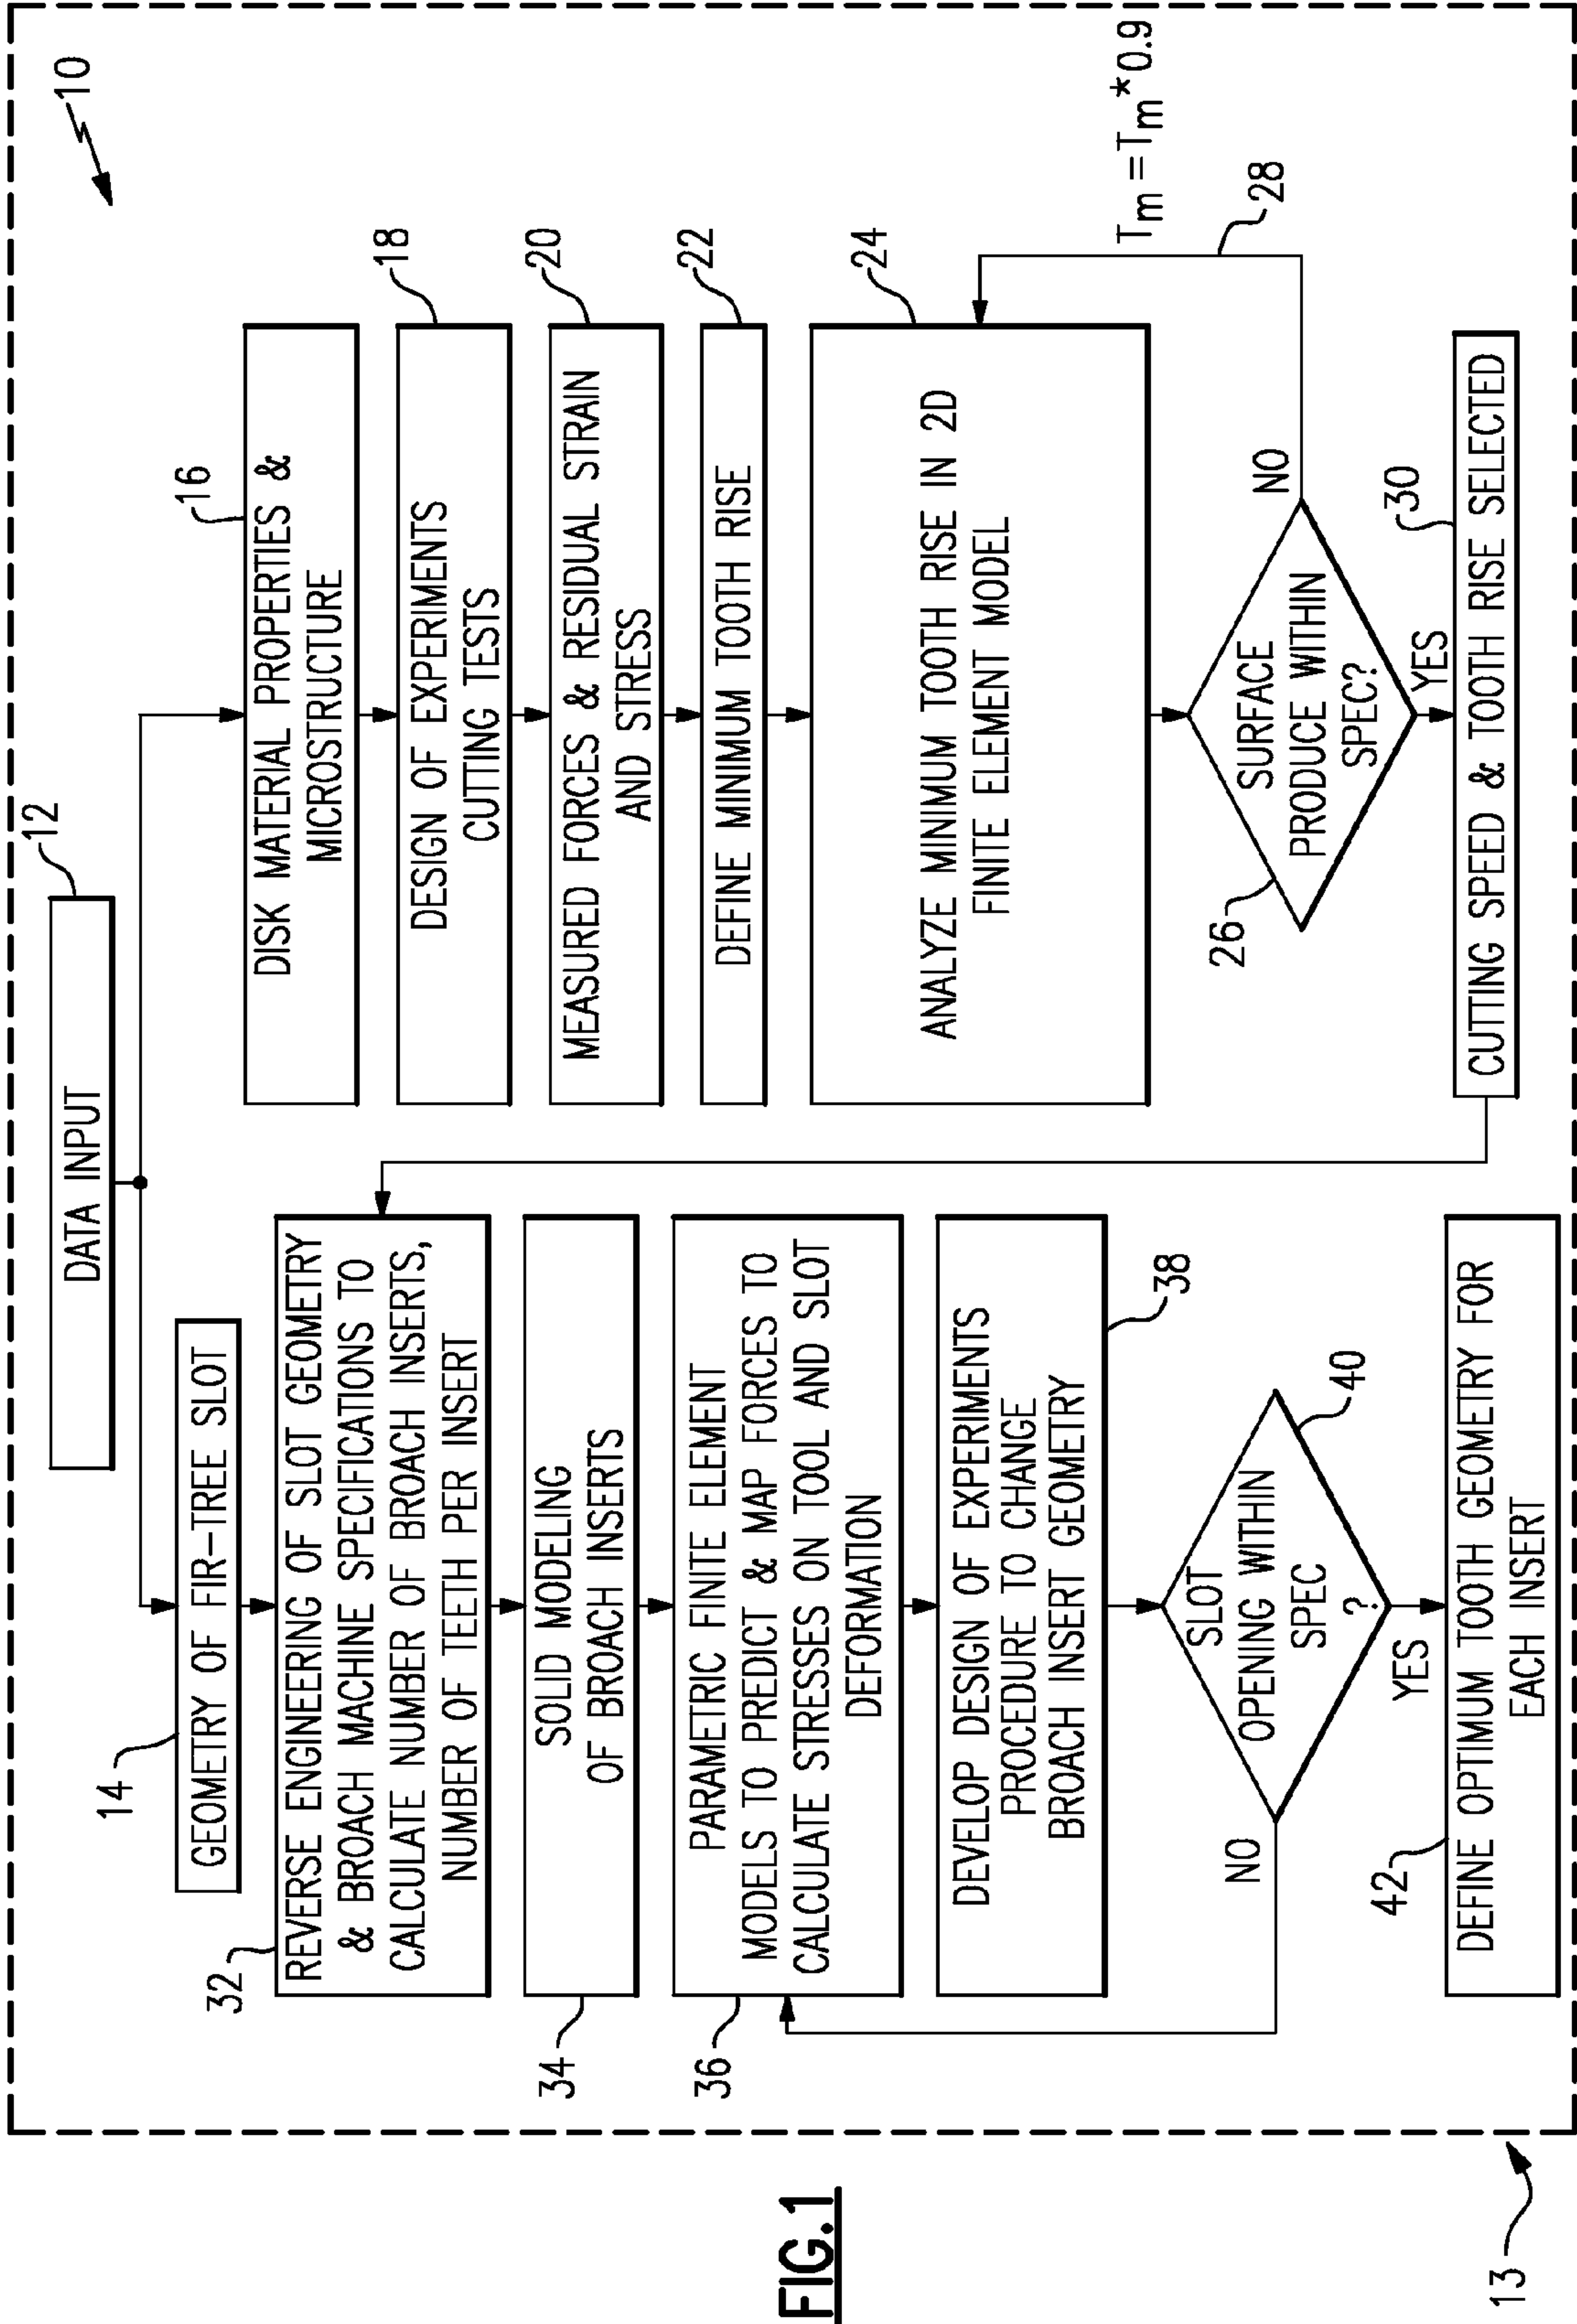 10
12
DATA INPUT
14
GEOMETRY OF FIR-TREE SLOT
32
REVERSE ENGINEERING OF SLOT GEOMETRY
& BROACH MACHINE SPECIFICATIONS TO
CALCULATE NUMBER OF BROACH INSERTS,
NUMBER OF TEETH PER INSERT
34
SOLID MODELING
OF BROACH INSERTS
36
PARAMETRIC FINITE ELEMENT
MODELS TO PREDICT & MAP FORCES TO
CALCULATE STRESSES ON TOOL AND SLOT
DEFORMATION
DEVELOP DESIGN OF EXPERIMENTS
PROCEDURE TO CHANGE
BROACH INSERT GEOMETRY
38
SLOT
OPENING WITHIN
SPEC
?
40
NO
YES
42
DEFINE OPTIMUM TOOTH GEOMETRY FOR
EACH INSERT
16
DISK MATERIAL PROPERTIES &
MICROSTRUCTURE
18
DESIGN OF EXPERIMENTS
CUTTING TESTS
20
MEASURED FORCES & RESIDUAL STRAIN
AND STRESS
22
DEFINE MINIMUM TOOTH RISE
24
ANALYZE MINIMUM TOOTH RISE IN 2D
FINITE ELEMENT MODEL
Tm=Tm*0.9
28
26
SURFACE
PRODUCE WITHIN
SPEC?
NO
YES
30
CUTTING SPEED & TOOTH RISE SELECTED
13
FIG.1